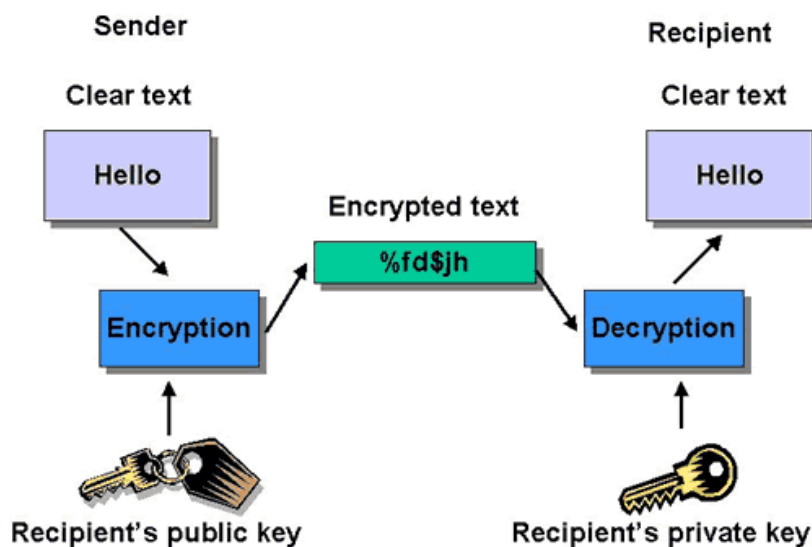 Sender
Recipient
Clear text
Clear text
Hello
Hello
Encrypted text
%fd$jh
Encryption
Decryption
Recipient's public key
Recipient's private key